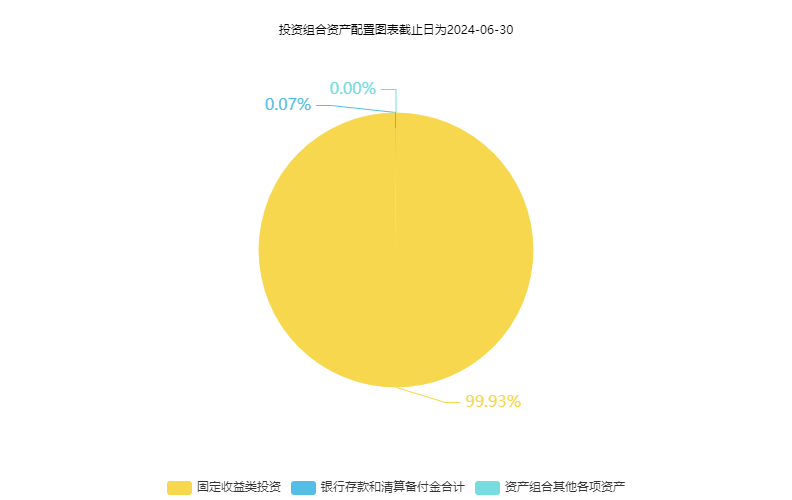 投资组合资产配置图表截止日为2024-06-30
0.00%
0.07%
99.93%
固定收益类投资 银行存款和清算备付金合计 资产组合其他各项资产